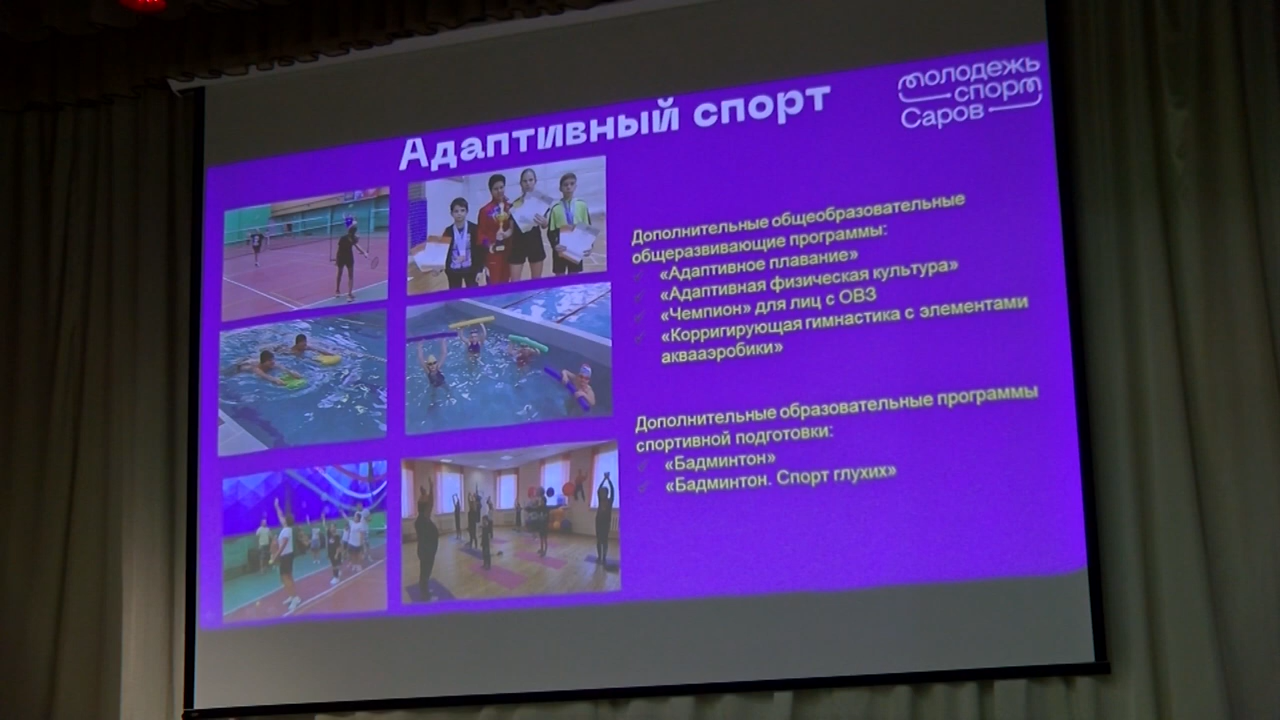 Адаптивный спорт
молодежь
спорт
Саров
Дополнительные общеобразовательные
общеразвивающие программы:
«Адаптивное плавание»
«Адаптивная физическая культура»
«Чемпион» для лиц с ОВЗ
«Корригирующая гимнастика с элементами
аквааэробики»
Дополнительные образовательные программы
спортивной подготовки:
«Бадминтон»
«Бадминтон. Спорт глухих»